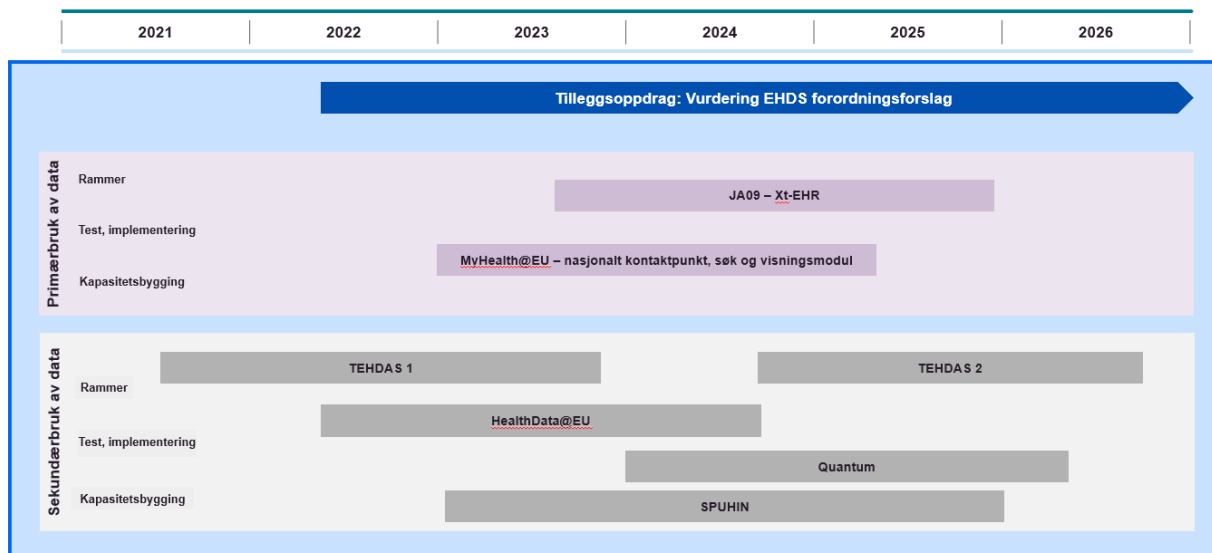 2021 2022 2023 2024 2025 2026
Tilleggsoppdrag: Vurdering EHDS forordningsforslag
Primærbruk av data
Rammer
JA09 – Xt-EHR
Test, implementering
MyHealth@EU – nasjonalt kontaktpunkt, søk og visningsmodul
Kapasitetsbygging
Sekundærbruk av data
TEHDAS 1 TEHDAS 2
Rammer
HealthData@EU
Test, implementering
Quantum
Kapasitetsbygging
SPUHIN